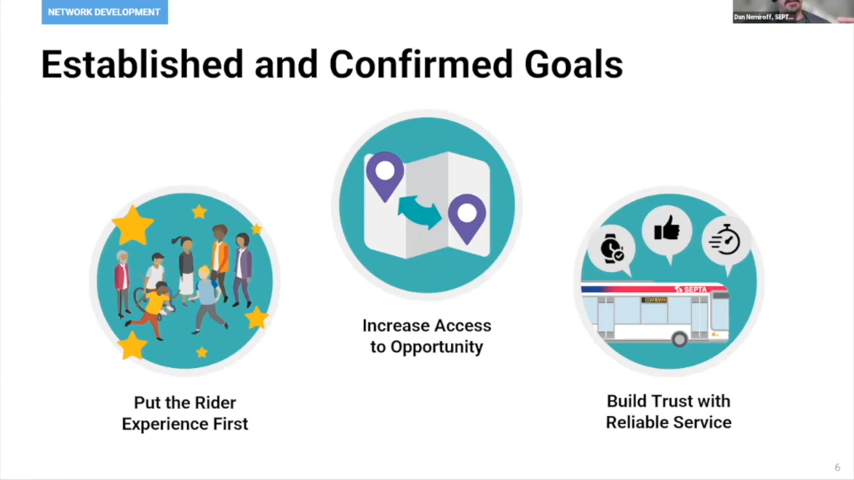 NETWORK DEVELOPMENT
Dan Nemiroff, SEPT...
Established and Confirmed Goals
SEPTA
Increase Access
to Opportunity
Put the Rider
Experience First
Build Trust with
Reliable Service
6